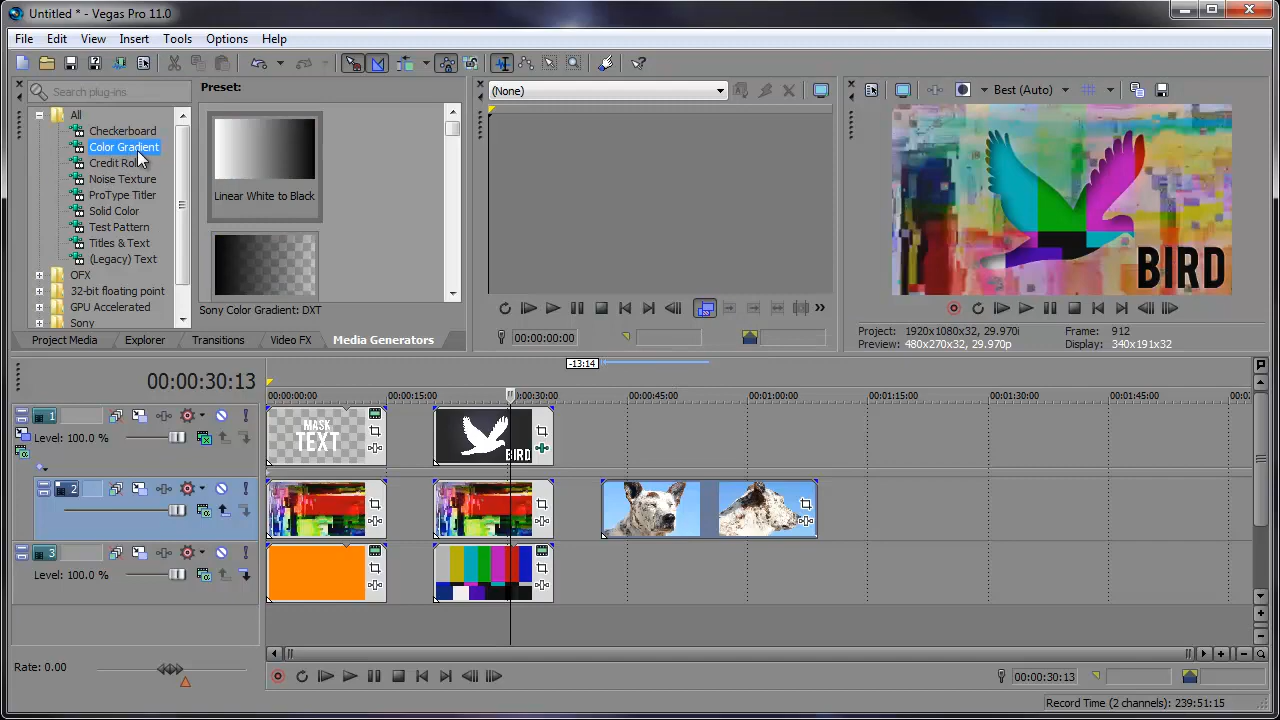 Untitled * - Vegas Pro 11.0
File Edit View Insert Tools Options Help
Search plug-ins
All
Checkerboard
Color Gradient
Credit Roll
Noise Texture
ProType Titler
Solid Color
Test Pattern
Titles & Text
(Legacy) Text
OFX
32-bit floating point
GPU Accelerated
Sony
Preset:
Linear White to Black
Sony Color Gradient: DXT
Project Media Explorer Transitions Video FX Media Generators
(None)
00:00:00:00
Best (Auto)
BIRD
Project: 1920x1080x32, 29.970i
Preview: 480x270x32, 29.970p
Frame: 912
Display: 340x191x32
-13:14
00:00:30:13
00:00:00:00 00:00:15:00 0:00:30:00 00:00:45:00 00:01:00:00 00:01:15:00 00:01:30:00 00:01:45:00
1
Level: 100.0 %
MASK
TEXT
BIRD
2
3
Level: 100.0 %
Rate: 0.00
00:00:30:13
Record Time (2 channels): 239:51:15